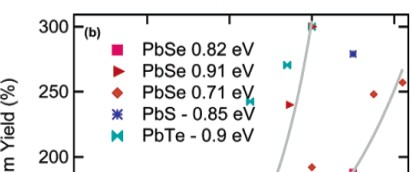 300
(b)
PbSe 0.82 eV
PbSe 0.91 eV
250
PbSe 0.71 eV
PbS - 0.85 eV
PbTe - 0.9 eV
200
m Yield (%)